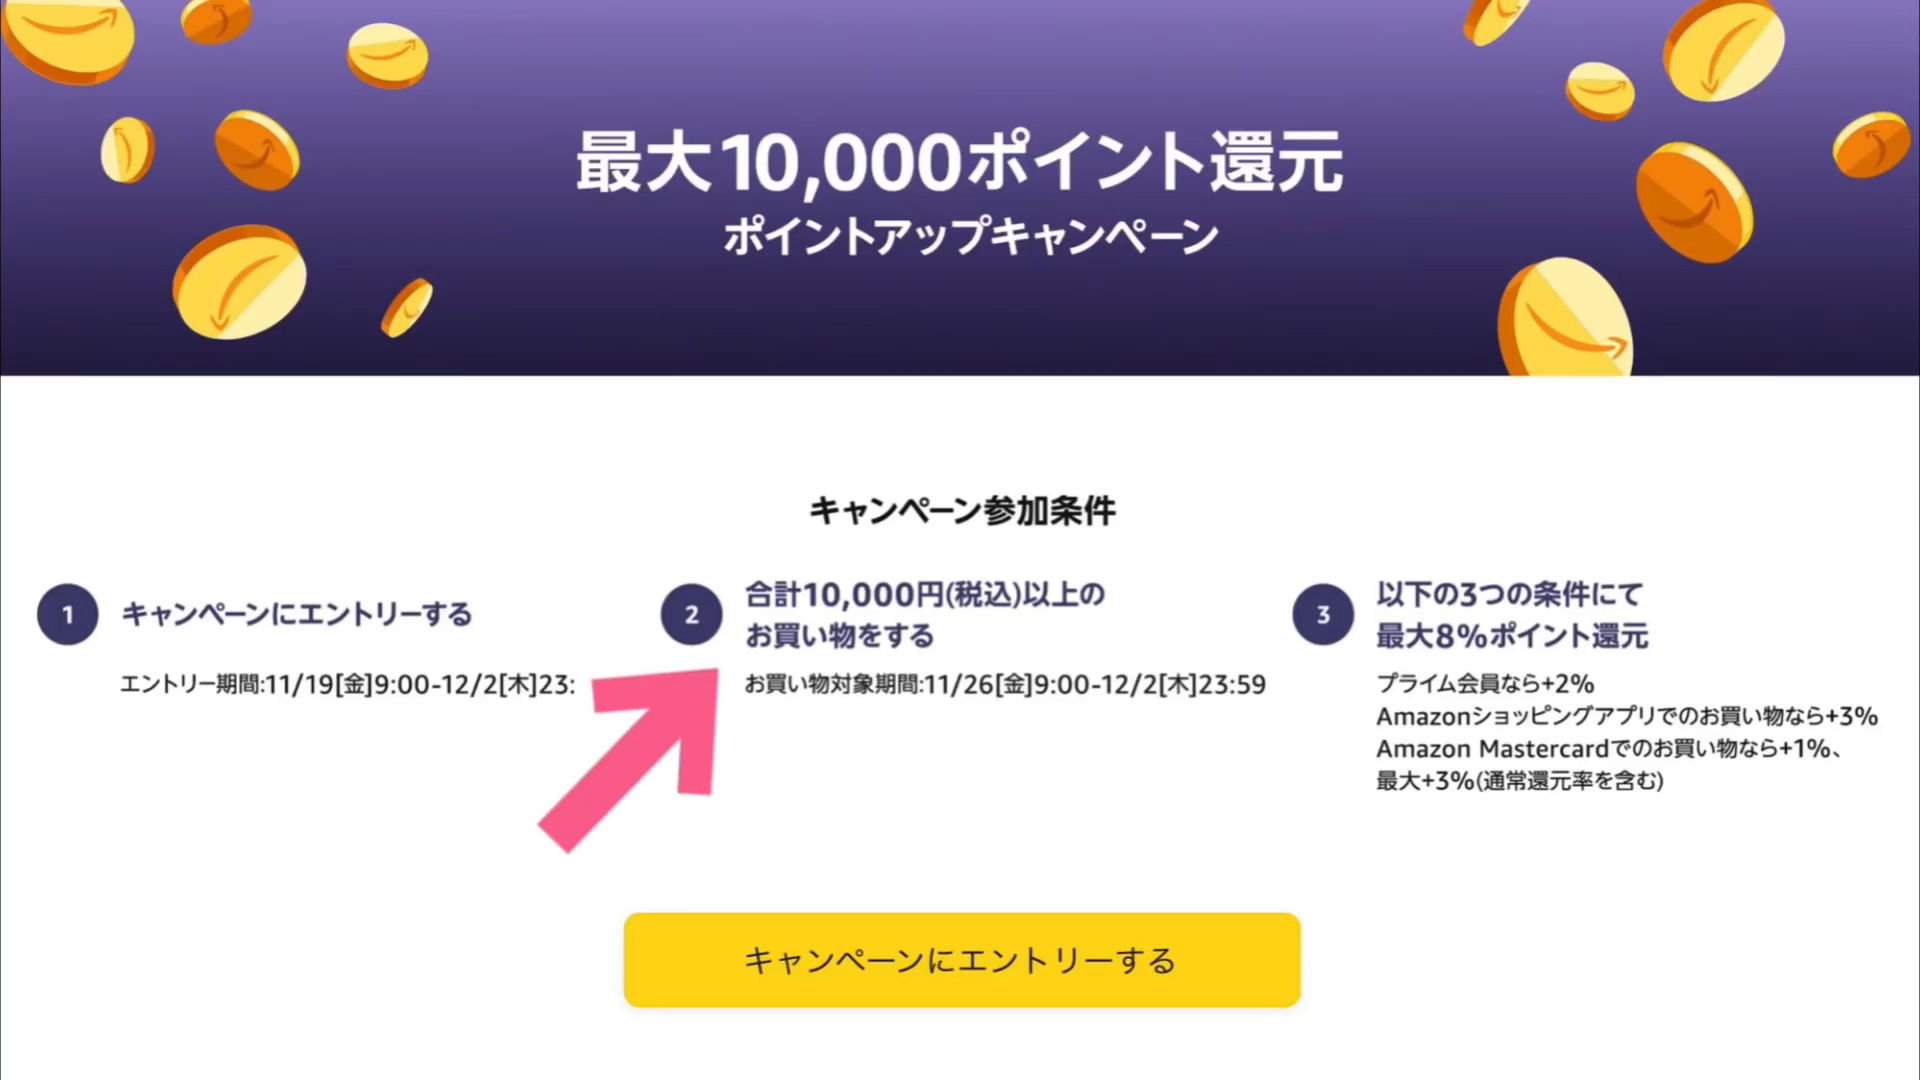 最大10,000ポイント還元
ポイントアップキャンペーン
キャンペーン参加条件
1
キャンペーンにエントリーする
エントリー期間:11/19[金]9:00-12/2[木]23:
2
合計10,000円(税込)以上の
お買い物をする
お買い物対象期間:11/26[金]9:00-12/2[木]23:59
3
以下の3つの条件にて
最大8%ポイント還元
プライム会員なら+2%
Amazonショッピングアプリでのお買い物なら+3%
Amazon Mastercardでのお買い物なら+1%、
最大+3%(通常還元率を含む)
キャンペーンにエントリーする